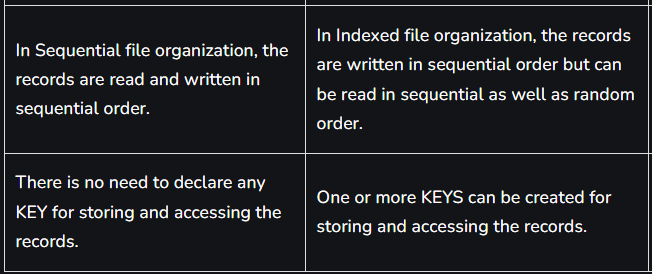 In Sequential file organization, the
records are read and written in
sequential order.
In Indexed file organization, the records
are written in sequential order but can
be read in sequential as well as random
order.
There is no need to declare any
KEY for storing and accessing the
records.
One or more KEYS can be created for
storing and accessing the records.